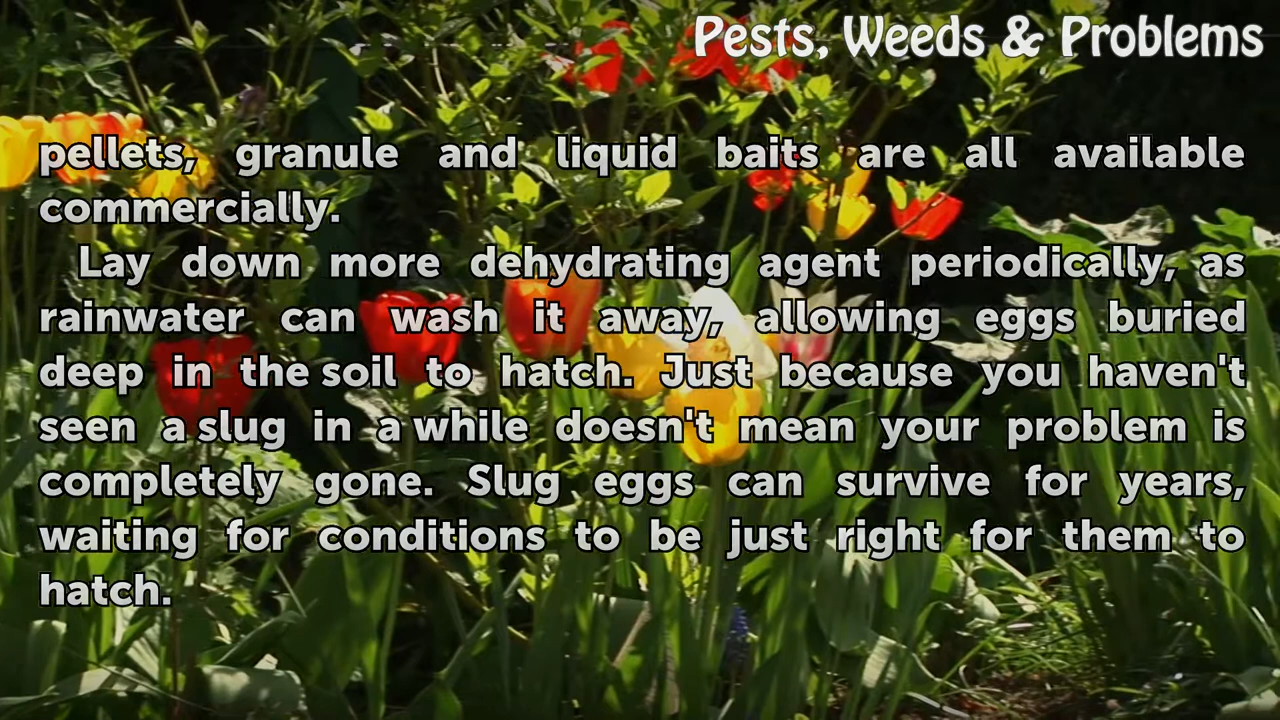 Pests, Weeds & Problems
pellets, granule and liquid baits are all available
commercially.
Lay down more dehydrating agent periodically, as
rainwater can wash it away, allowing eggs buried
deep in the soil to hatch. Just because you haven't
seen a slug in a while doesn't mean your problem is
completely gone. Slug eggs can survive for years,
waiting for conditions to be just right for them to
hatch.